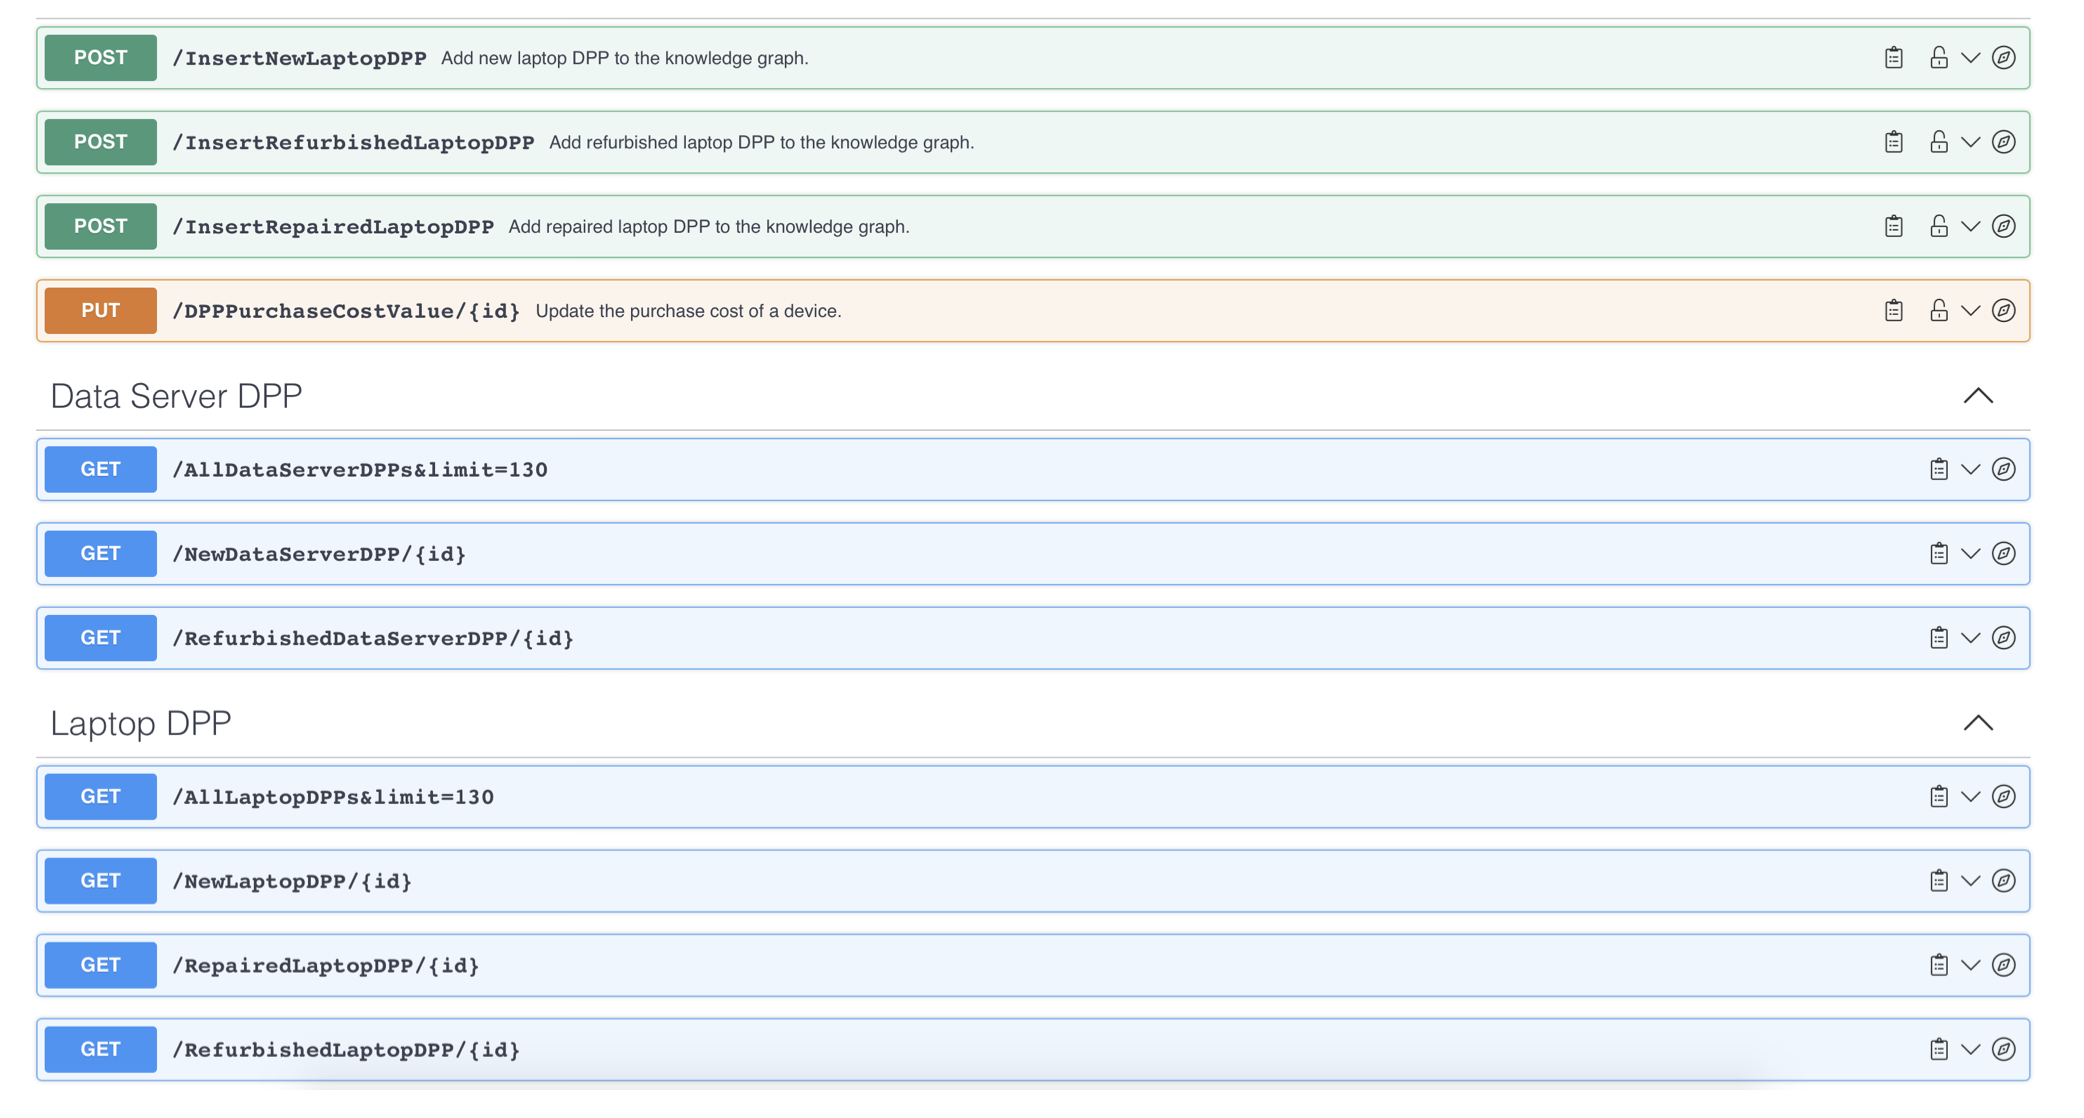 POST /InsertNewLaptopDPP Add new laptop DPP to the knowledge graph.
POST /InsertRefurbishedLaptopDPP Add refurbished laptop DPP to the knowledge graph.
POST /InsertRepairedLaptopDPP Add repaired laptop DPP to the knowledge graph.
PUT /DPPPurchaseCostValue/{id} Update the purchase cost of a device.
Data Server DPP
GET /AllDataServerDPPs&limit=130
GET /NewDataServerDPP/{id}
GET /RefurbishedDataServerDPP/{id}
Laptop DPP
GET /AllLaptopDPPs&limit=130
GET /NewLaptopDPP/{id}
GET /RepairedLaptopDPP/{id}
GET /RefurbishedLaptopDPP/{id}